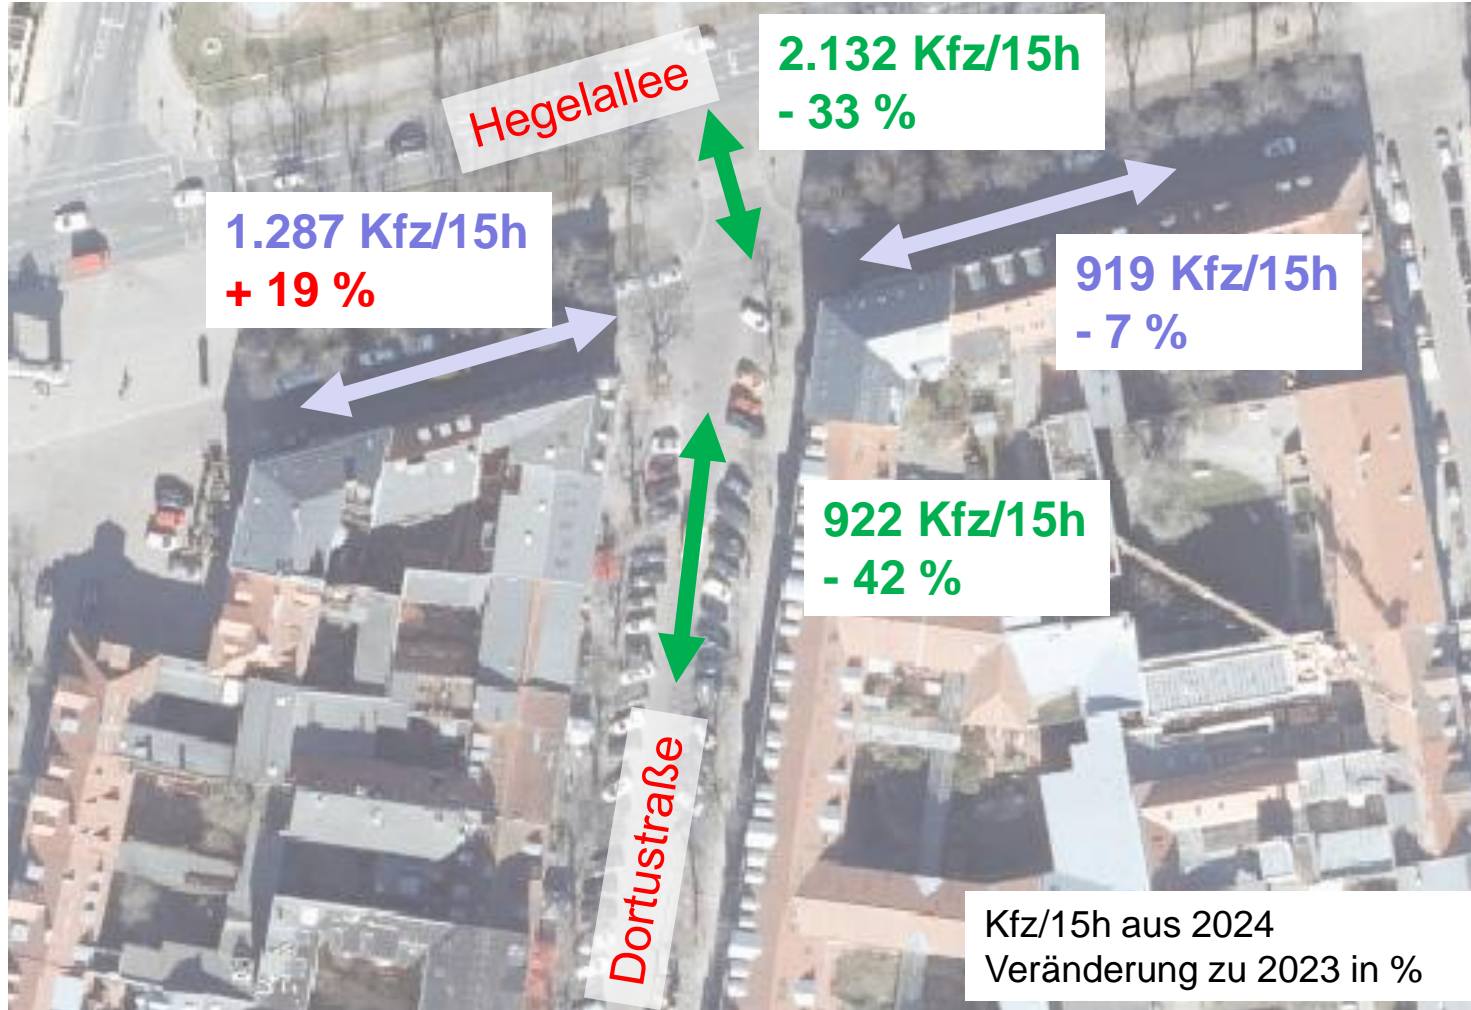 Hegelallee
2.132 Kfz/15h
- 33 %
1.287 Kfz/15h
+ 19 %
919 Kfz/15h
- 7 %
922 Kfz/15h
- 42 %
Dortustraße
Kfz/15h aus 2024
Veränderung zu 2023 in %